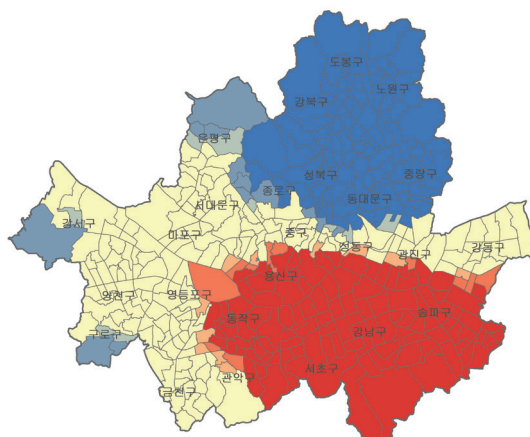 도봉구
노원구
강북구
은평구
성북구
중랑구
종로구
동대문구
서대문구
강서구
마포구
중구
성동구
광진구
강동구
용산구
양천구
영등포구
동작구
송파구
강남구
구로구
서초구
관악구
금천구